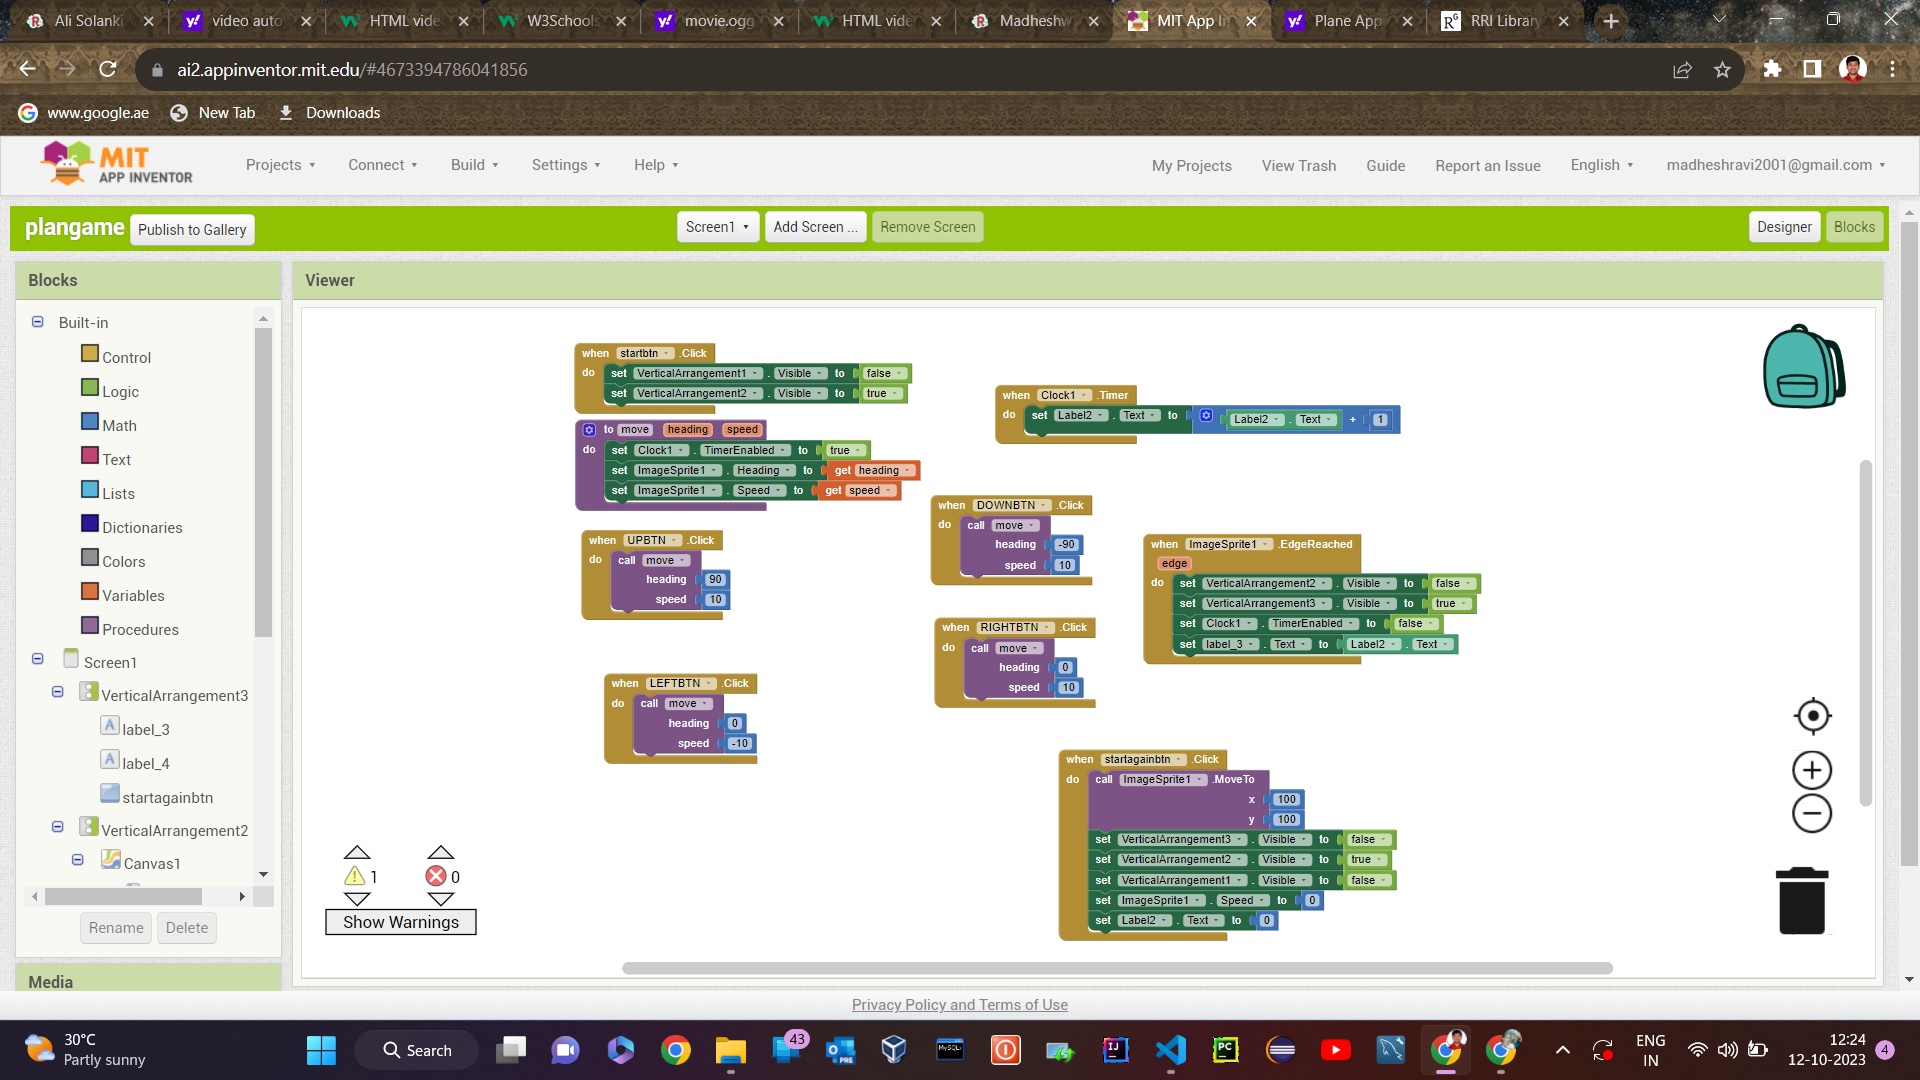 Ali Solanki
video auto
HTML vide
W3Schools
movie.ogg
HTML vide
Madheshw
MIT App In
Plane App
RRI Library
ai2.appinventor.mit.edu/#4673394786041856
www.google.ae
New Tab
Downloads
MIT APP INVENTOR
Projects
Connect
Build
Settings
Help
My Projects
View Trash
Guide
Report an Issue
English
madheshravi2001@gmail.com
plangame
Publish to Gallery
Screen1
Add Screen ...
Remove Screen
Designer
Blocks
Blocks
Viewer
Built-in
Control
Logic
Math
Text
Lists
Dictionaries
Colors
Variables
Procedures
Screen1
VerticalArrangement3
label_3
label_4
startagainbtn
VerticalArrangement2
Canvas1
Rename
Delete
Media
when startbtn .Click
do set VerticalArrangement1 . Visible to false
set VerticalArrangement2 . Visible to true
to move heading speed
do set Clock1 . TimerEnabled to true
set ImageSprite1 . Heading to get heading
set ImageSprite1 . Speed to get speed
when UPBTN .Click
do call move
heading 90
speed 10
when LEFTBTN .Click
do call move
heading 0
speed -10
when Clock1 .Timer
do set Label2 . Text to Label2 . Text + 1
when DOWNBTN .Click
do call move
heading -90
speed 10
when RIGHTBTN .Click
do call move
heading 0
speed 10
when ImageSprite1 .EdgeReached
edge
do set VerticalArrangement2 . Visible to false
set VerticalArrangement3 . Visible to true
set Clock1 . TimerEnabled to false
set label_3 . Text to Label2 . Text
when startagainbtn .Click
do call ImageSprite1 .MoveTo
x 100
y 100
set VerticalArrangement3 . Visible to false
set VerticalArrangement2 . Visible to true
set VerticalArrangement1 . Visible to false
set ImageSprite1 . Speed to 0
set Label2 . Text to 0
1
0
Show Warnings
Privacy Policy and Terms of Use
30°C
Partly sunny
Search
43
ENG
IN
12:24
12-10-2023
4